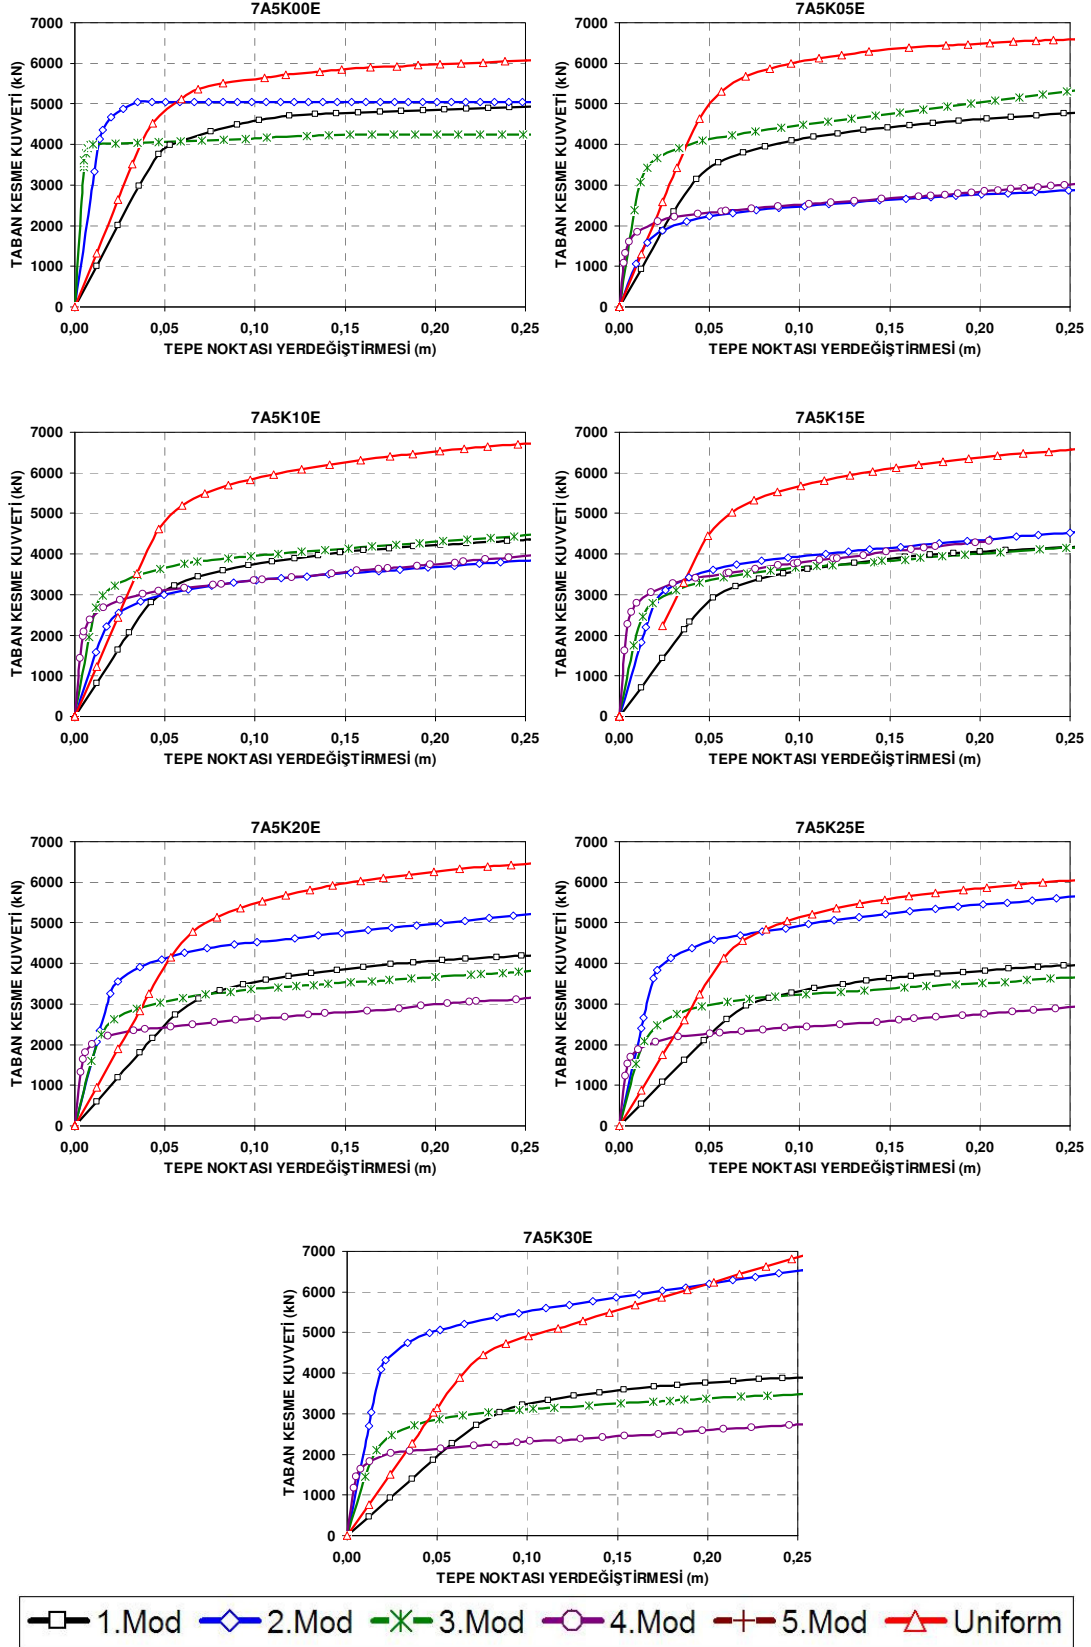 7A5K00E
7A5K05E
7000
6000
5000
4000
3000
2000
1000
0
TABAN KESME KUVVETİ (kN)
0,00 0,05 0,10 0,15 0,20 0,25
TEPE NOKTASI YERDEĞİŞTİRMESİ (m)
7000
6000
5000
4000
3000
2000
1000
0
TABAN KESME KUVVETİ (kN)
0,00 0,05 0,10 0,15 0,20 0,25
TEPE NOKTASI YERDEĞİŞTİRMESİ (m)
7A5K10E
7A5K15E
7000
6000
5000
4000
3000
2000
1000
0
TABAN KESME KUVVETİ (kN)
0,00 0,05 0,10 0,15 0,20 0,25
TEPE NOKTASI YERDEĞİŞTİRMESİ (m)
7000
6000
5000
4000
3000
2000
1000
0
TABAN KESME KUVVETİ (kN)
0,00 0,05 0,10 0,15 0,20 0,25
TEPE NOKTASI YERDEĞİŞTİRMESİ (m)
7A5K20E
7A5K25E
7000
6000
5000
4000
3000
2000
1000
0
TABAN KESME KUVVETİ (kN)
0,00 0,05 0,10 0,15 0,20 0,25
TEPE NOKTASI YERDEĞİŞTİRMESİ (m)
7000
6000
5000
4000
3000
2000
1000
0
TABAN KESME KUVVETİ (kN)
0,00 0,05 0,10 0,15 0,20 0,25
TEPE NOKTASI YERDEĞİŞTİRMESİ (m)
7A5K30E
7000
6000
5000
4000
3000
2000
1000
0
TABAN KESME KUVVETİ (kN)
0,00 0,05 0,10 0,15 0,20 0,25
TEPE NOKTASI YERDEĞİŞTİRMESİ (m)
1.Mod 2.Mod 3.Mod 4.Mod 5.Mod Uniform